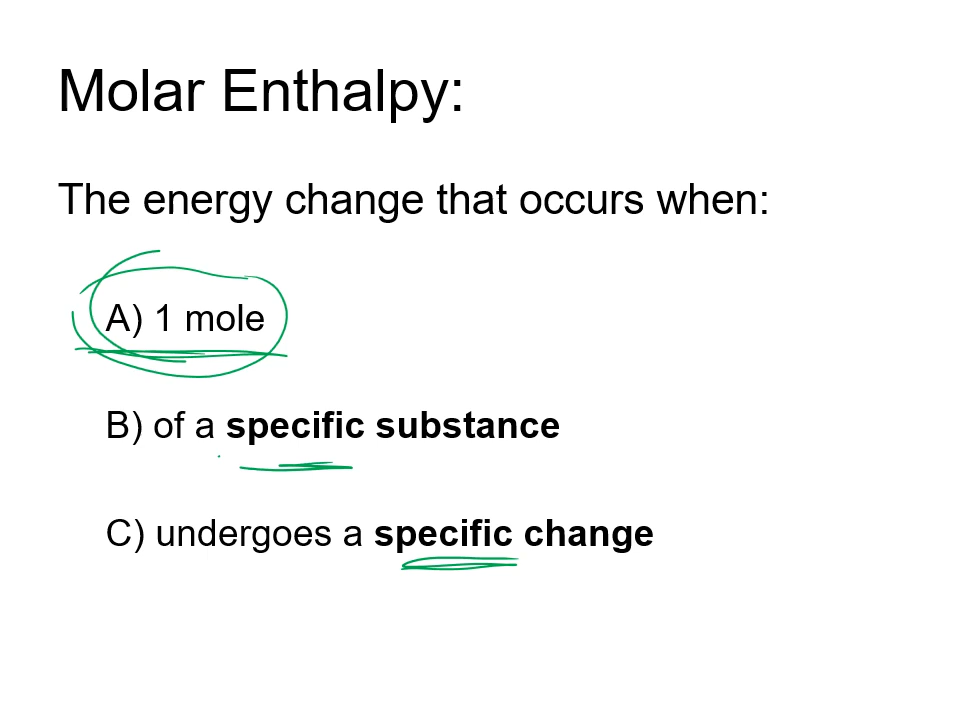 Molar Enthalpy:
The energy change that occurs when:
A) 1 mole
B) of a specific substance
C) undergoes a specific change